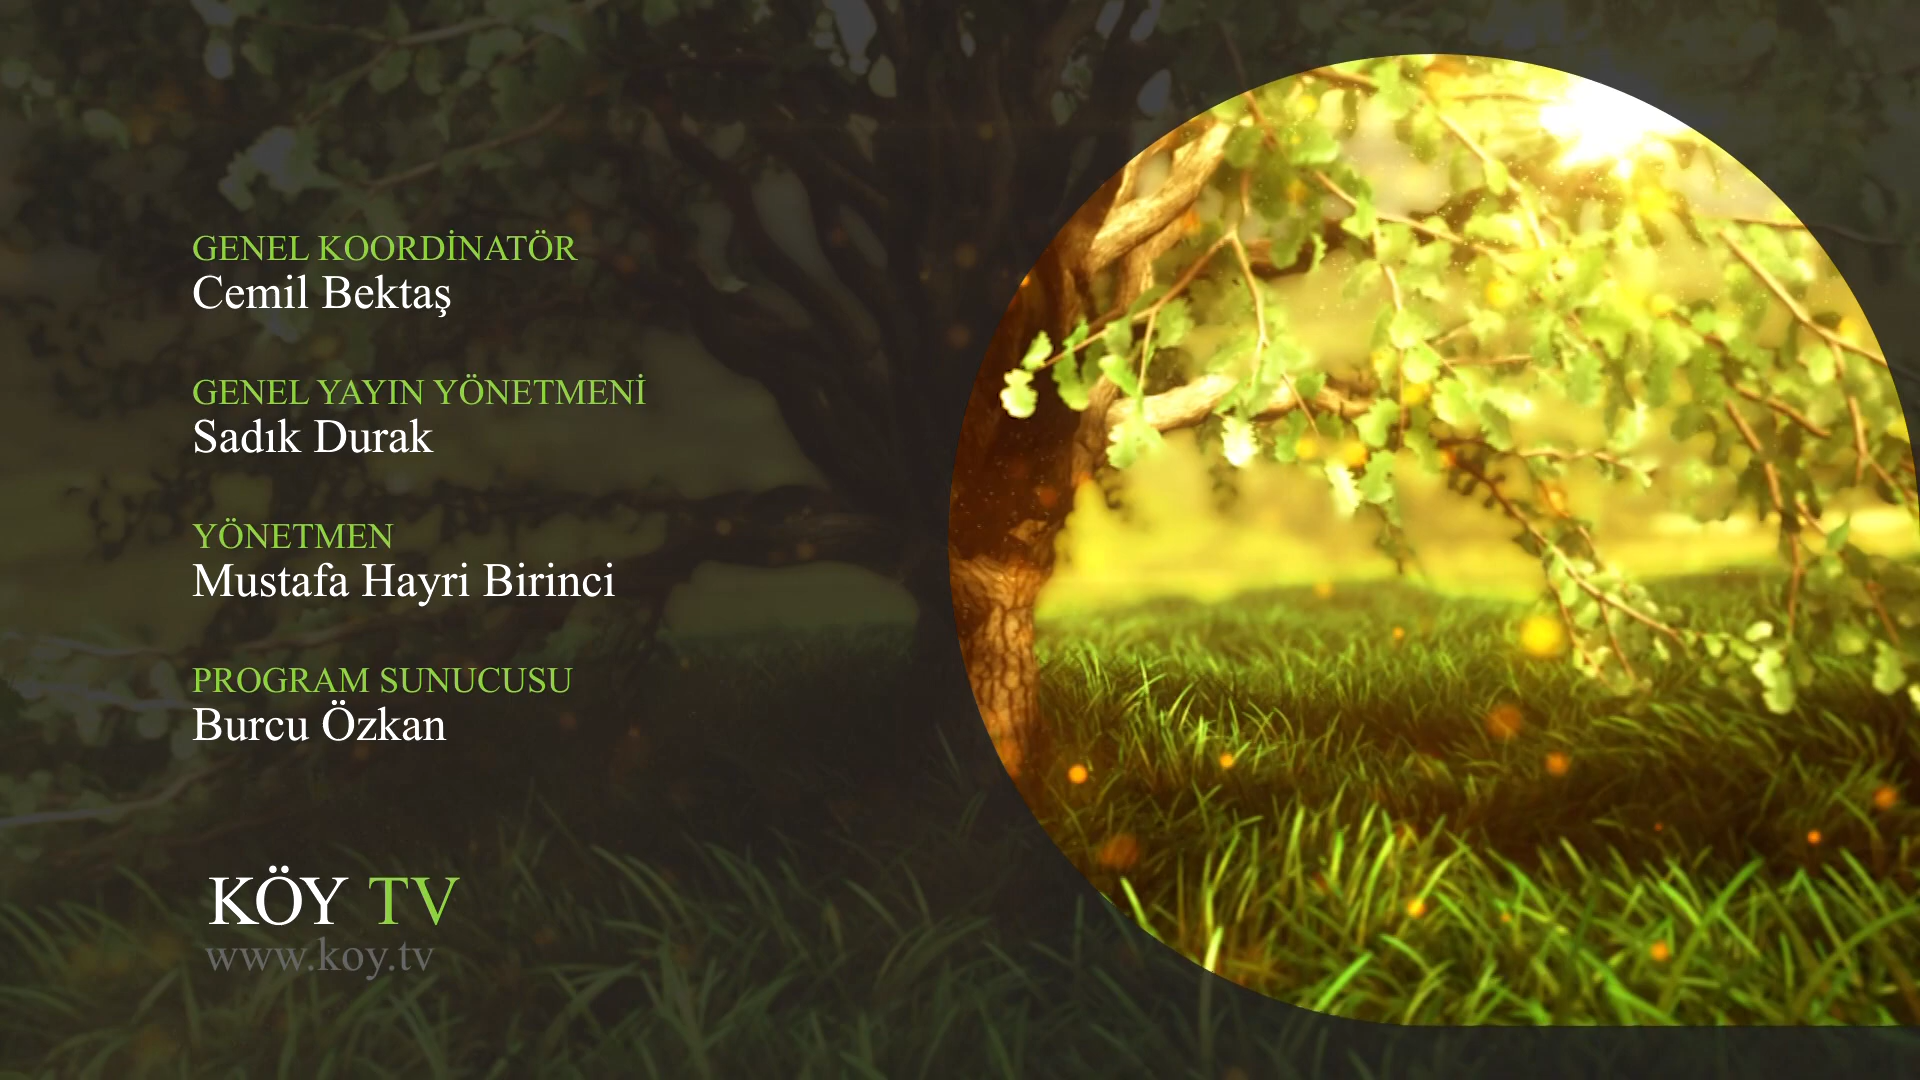 GENEL KOORDİNATÖR
Cemil Bektaş
GENEL YAYIN YÖNETMENİ
Sadık Durak
YÖNETMEN
Mustafa Hayri Birinci
PROGRAM SUNUCUSU
Burcu Özkan
KÖY TV
www.koy.tv